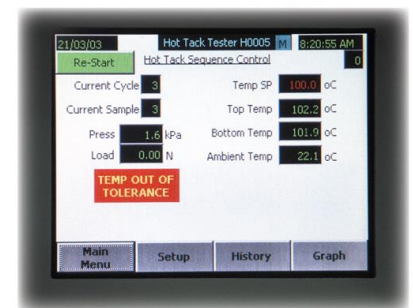 21/03/03 Hot Tack Tester H0005 M 8:20:55 AM
Re-Start Hot Tack Sequence Control 0
Current Cycle 3 Temp SP 100.0 oC
Current Sample 3 Top Temp 102.2 oC
Press 1.6 kPa Bottom Temp 101.9 oC
Load 0.00 N Ambient Temp 22.1 oC
TEMP OUT OF
TOLERANCE
Main
Menu Setup History Graph